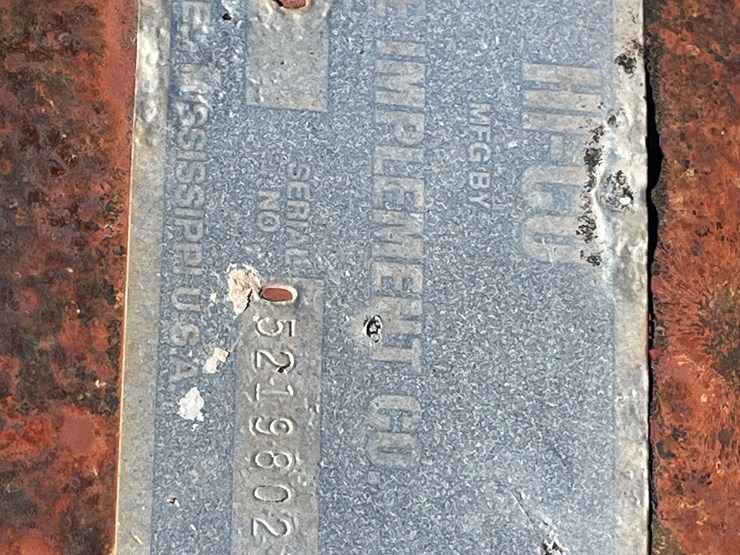 HI-CU
MFG BY
E IMPLEMENT CO.
SERIAL
NO. 5219802
E, MISSISSIPPI U.S.A.